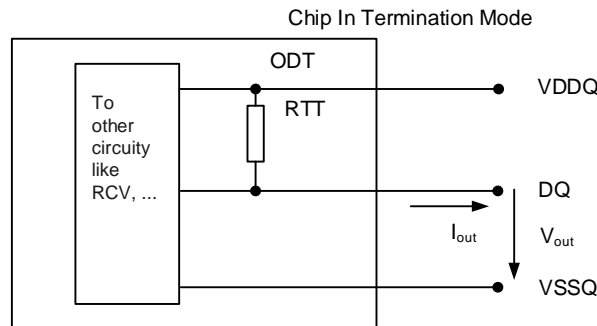 Chip In Termination Mode
ODT
VDDQ
To
other
circuity
like
RCV, ...
RTT
DQ
Iout
Vout
VSSQ